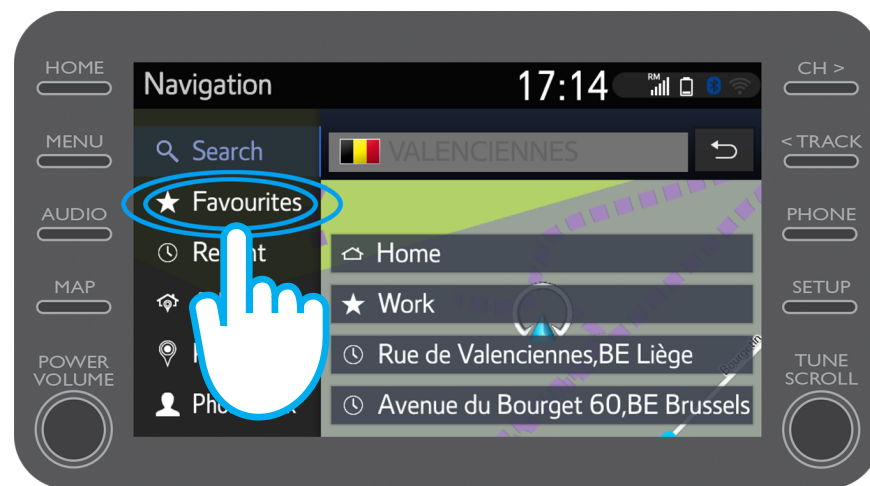 HOME
MENU
AUDIO
MAP
POWER
VOLUME
Navigation
17:14
RM
Search
VALENCIENNES
Favourites
Home
Work
Rue de Valenciennes,BE Liège
Avenue du Bourget 60,BE Brussels
CH >
< TRACK
PHONE
SETUP
TUNE
SCROLL